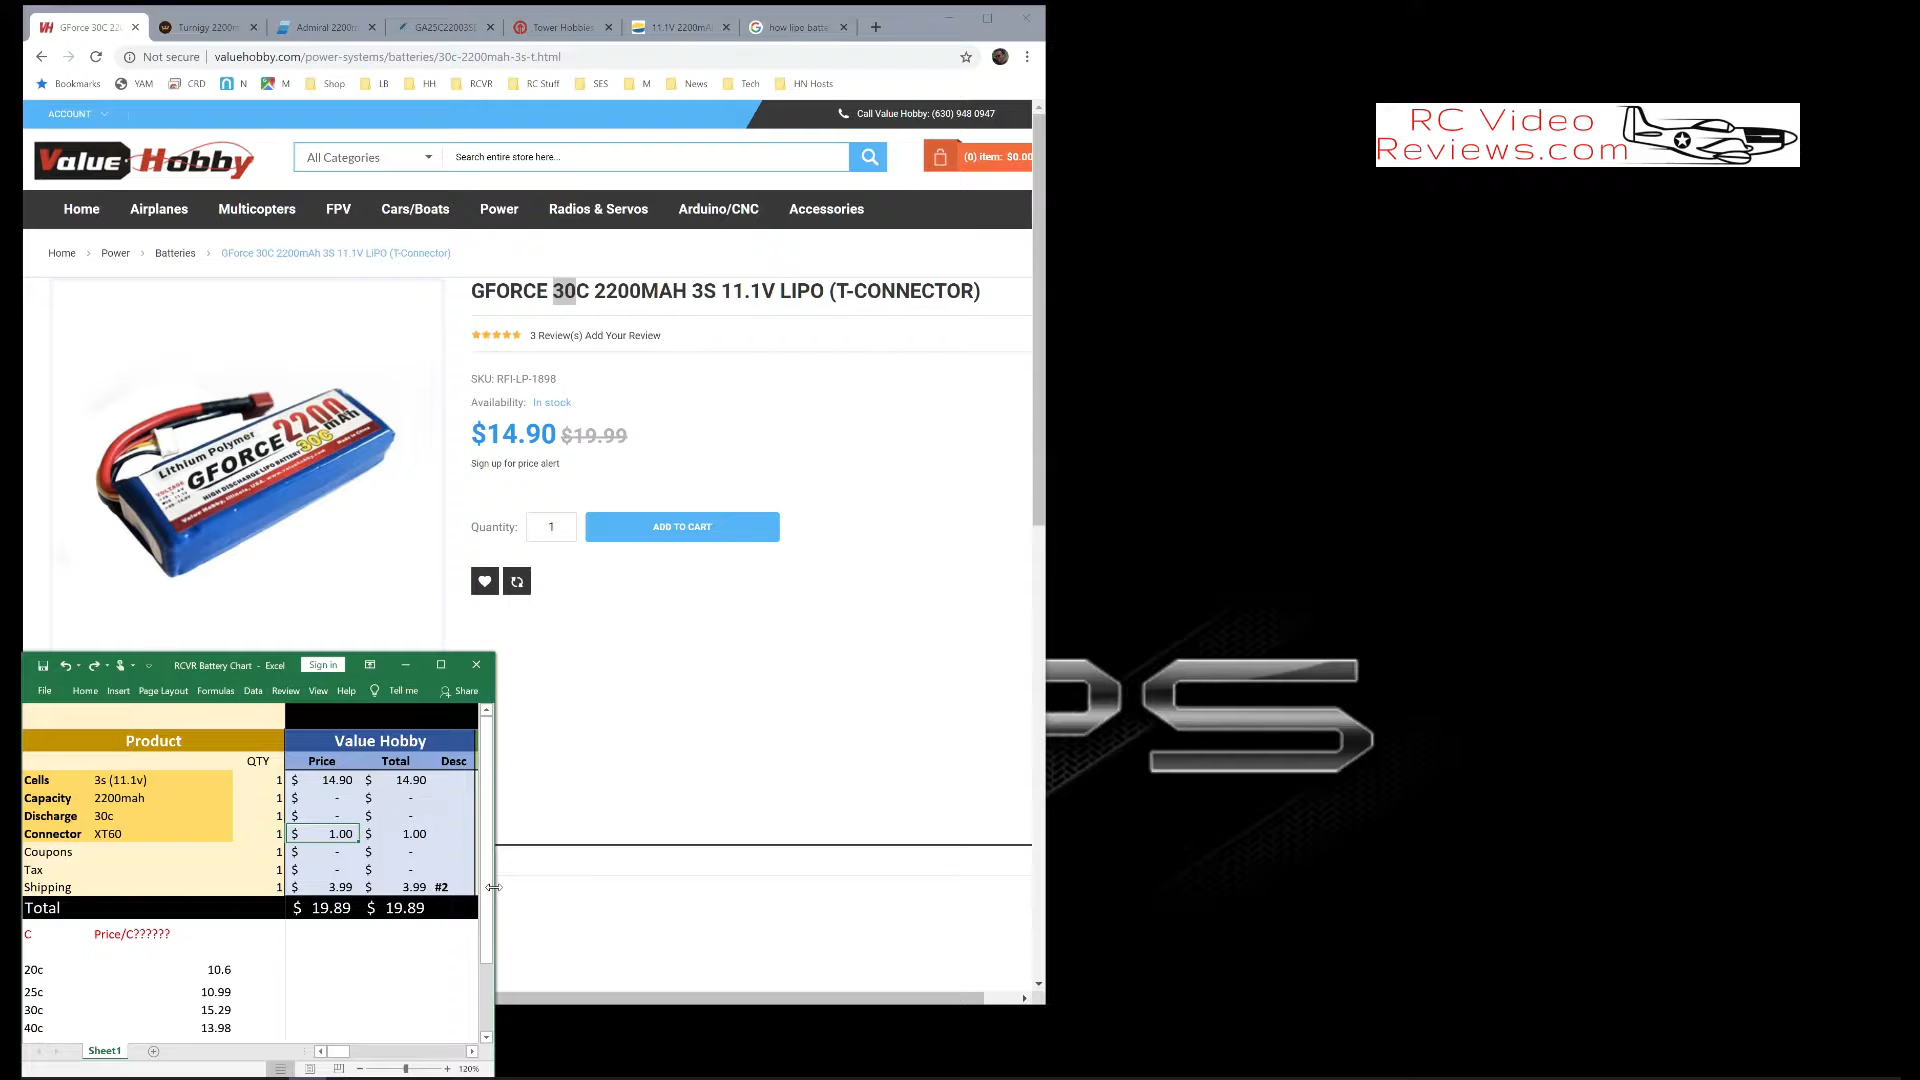 GForce 30C 22
Turnigy 2200m
Admiral 2200m
GA25C22003S
Tower Hobbies
11.1V 2200mA
how lipo batte
Not secure
valuehobby.com/power-systems/batteries/30c-2200mah-3s-t.html
Bookmarks YAM CRD N M Shop LB HH RCVR RC Stuff SES M News Tech HN Hosts
ACCOUNT
Call Value Hobby: (630) 948 0947
Value Hobby
All Categories
Search entire store here...
(0) item: $0.00
Home Airplanes Multicopters FPV Cars/Boats Power Radios & Servos Arduino/CNC Accessories
Home > Power > Batteries > GForce 30C 2200mAh 3S 11.1V LiPO (T-Connector)
GFORCE 30C 2200MAH 3S 11.1V LIPO (T-CONNECTOR)
3 Review(s) Add Your Review
SKU: RFI-LP-1898
Availability: In stock
$14.90 $19.99
Sign up for price alert
Quantity: 1 ADD TO CART
Lithium Polymer
GFORCE 2200 mAh
30C
HIGH DISCHARGE LIPO BATTERY
RC Video
Reviews.com
PS
RCVR Battery Chart - Excel
Sign in
File Home Insert Page Layout Formulas Data Review View Help Tell me Share
Product Value Hobby
QTY Price Total Desc
Cells 3s (11.1v) 1 $ 14.90 $ 14.90
Capacity 2200mah 1 $ - $ -
Discharge 30c 1 $ - $ -
Connector XT60 1 $ 1.00 $ 1.00
Coupons 1 $ - $ -
Tax 1 $ - $ -
Shipping 1 $ 3.99 $ 3.99 #2
Total $ 19.89 $ 19.89
C Price/C??????
20c 10.6
25c 10.99
30c 15.29
40c 13.98
Sheet1
120%